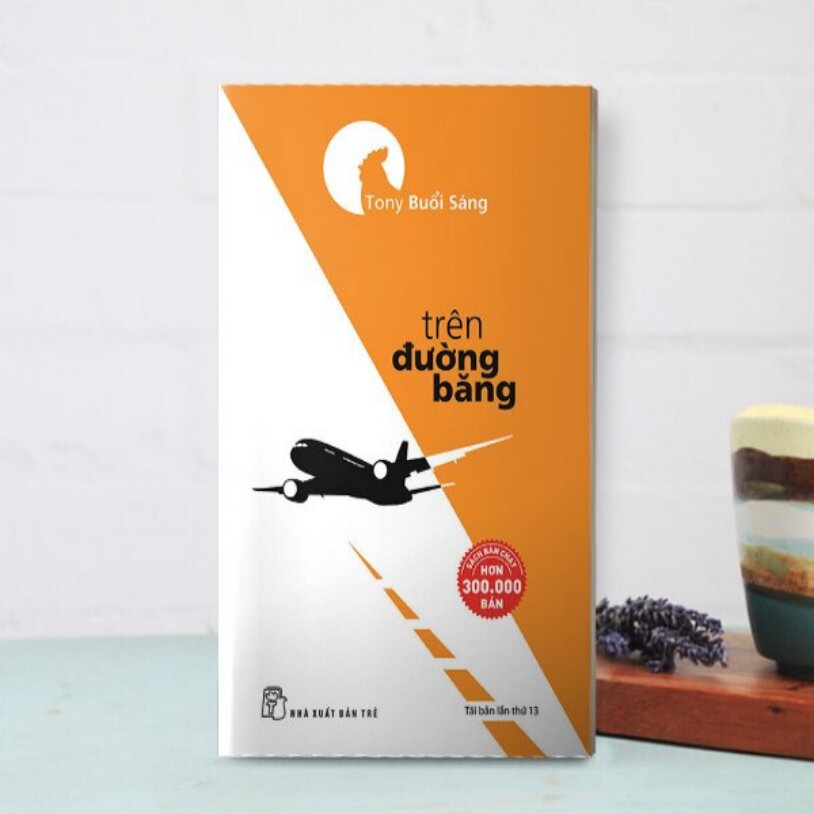 Tony Buổi Sáng
trên
đường
băng
SÁCH BÁN CHẠY
HƠN
300.000
BẢN
NHÀ XUẤT BẢN TRẺ
Tái bản lần thứ 13